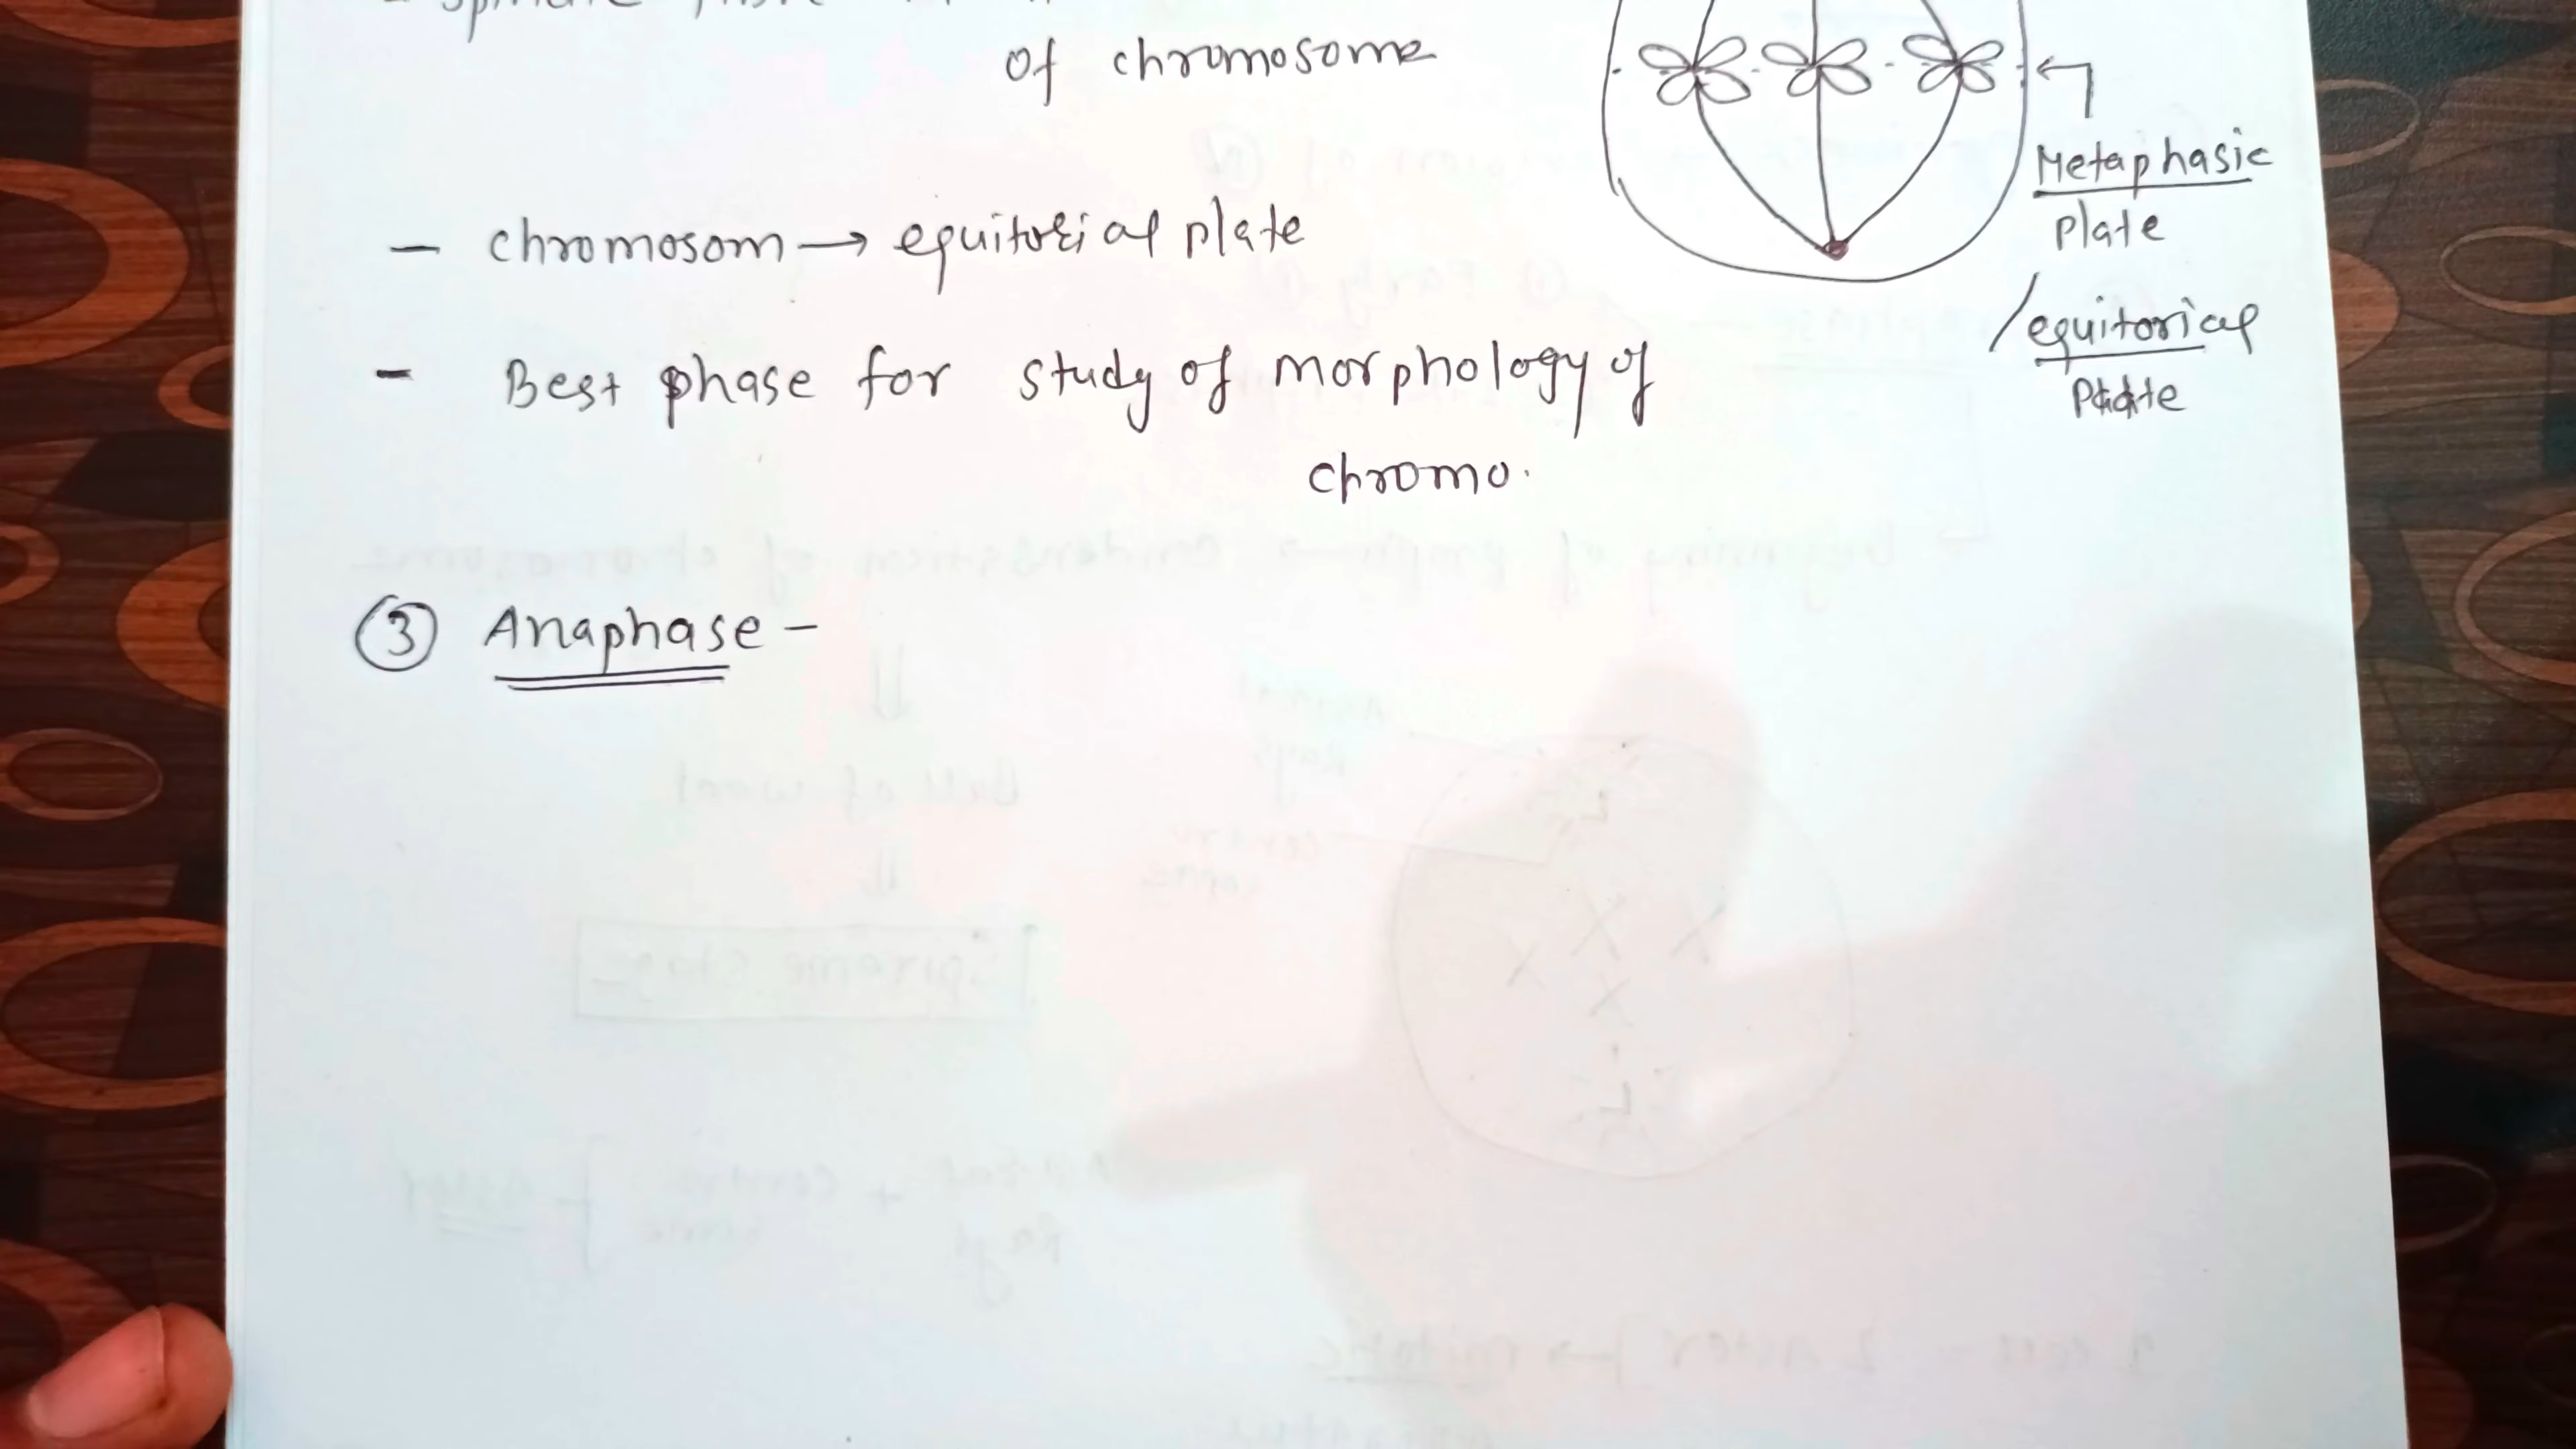 of chromosome
Metaphasic
plate
/equitorial
Plate
— chromosom → equitorial plate
- Best phase for study of morphology of
chromo.
③ Anaphase -